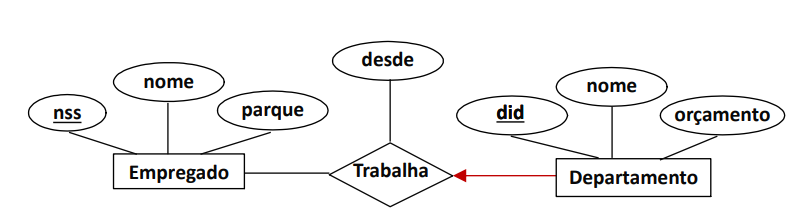 desde
nome
nome
nss
parque
did
orçamento
Empregado
Trabalha
Departamento